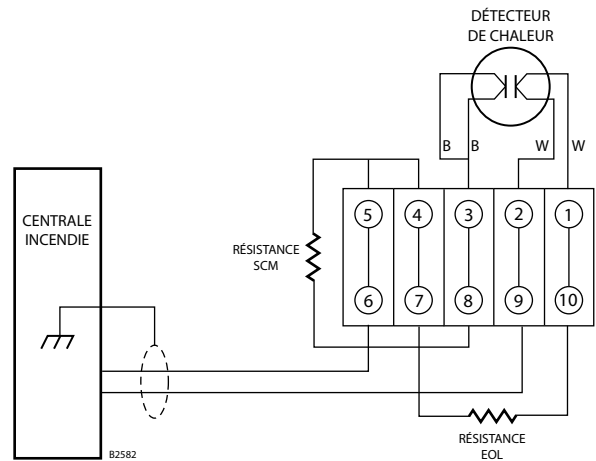 DÉTECTEUR
DE CHALEUR
B B W W
CENTRALE
INCENDIE
RÉSISTANCE
SCM
5 4 3 2 1
6 7 8 9 10
RÉSISTANCE
EOL
B2582